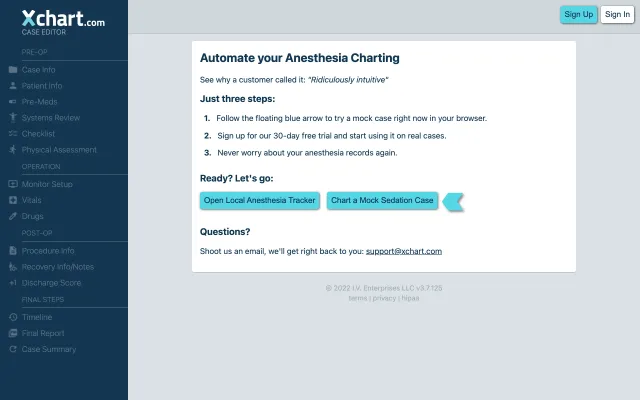 Xchart.com
CASE EDITOR
PRE-OP
Case Info
Patient Info
Pre-Meds
Systems Review
Checklist
Physical Assessment
OPERATION
Monitor Setup
Vitals
Drugs
POST-OP
Procedure Info
Recovery Info/Notes
Discharge Score
FINAL STEPS
Timeline
Final Report
Case Summary
Sign Up
Sign In
Automate your Anesthesia Charting
See why a customer called it: "Ridiculously intuitive"
Just three steps:
1. Follow the floating blue arrow to try a mock case right now in your browser.
2. Sign up for our 30-day free trial and start using it on real cases.
3. Never worry about your anesthesia records again.
Ready? Let's go:
Open Local Anesthesia Tracker
Chart a Mock Sedation Case
Questions?
Shoot us an email, we'll get right back to you: support@xchart.com
© 2022 I.V. Enterprises LLC v3.7.125
terms | privacy | hipaa